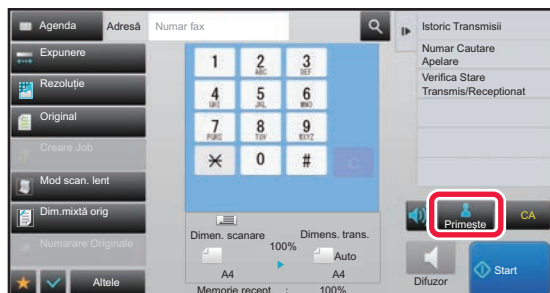 Agenda
Adresă
Numar fax
Istoric Transmisii
Expunere
Numar Cautare
Apelare
Rezoluție
Verifica Stare
Transmis/Receptionat
Original
Creare Job
Mod scan. lent
Dim.mixtă orig
Numarare Originale
Altele
1
2
ABC
3
DEF
4
GHI
5
JKL
6
MNO
7
PQRS
8
TUV
9
WXYZ
0
#
C
Dimen. scanare
100%
Dimens. trans.
Auto
A4
A4
Memorie recept. : 100%
Primește
CA
Difuzor
Start